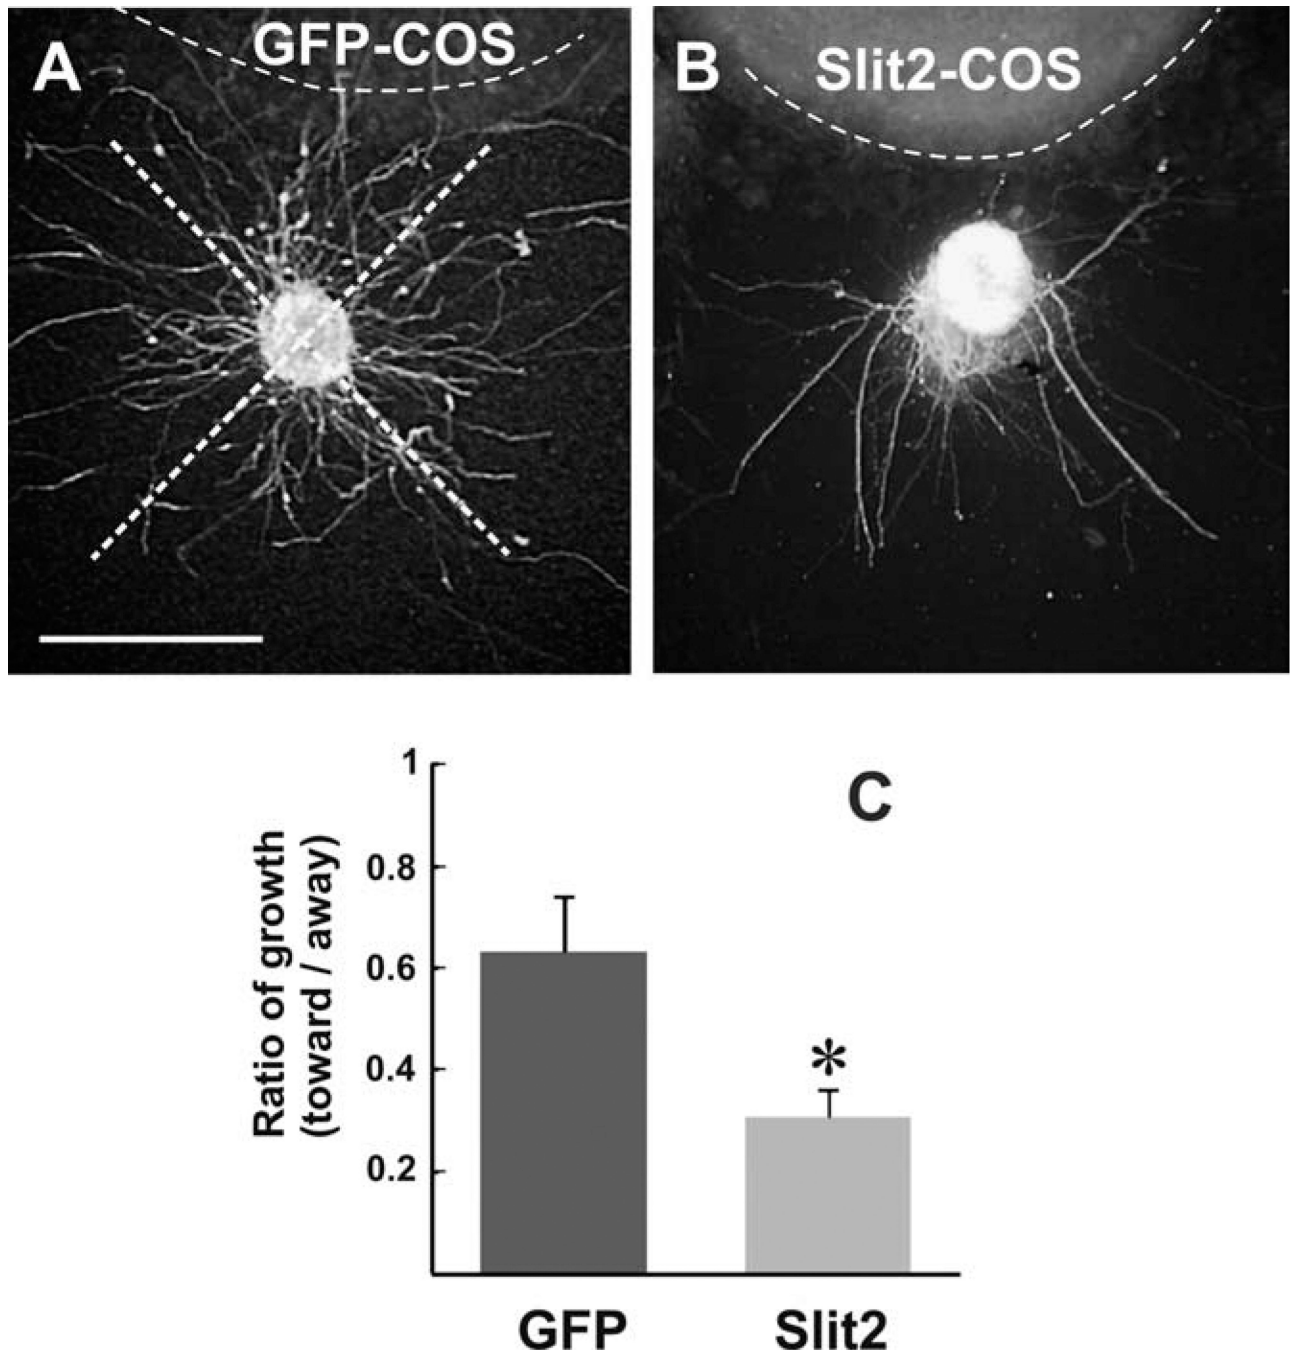 A
GFP-COS
B
Slit2-COS
C
Ratio of growth
(toward / away)
1
0.8
0.6
0.4
0.2
*
GFP
Slit2